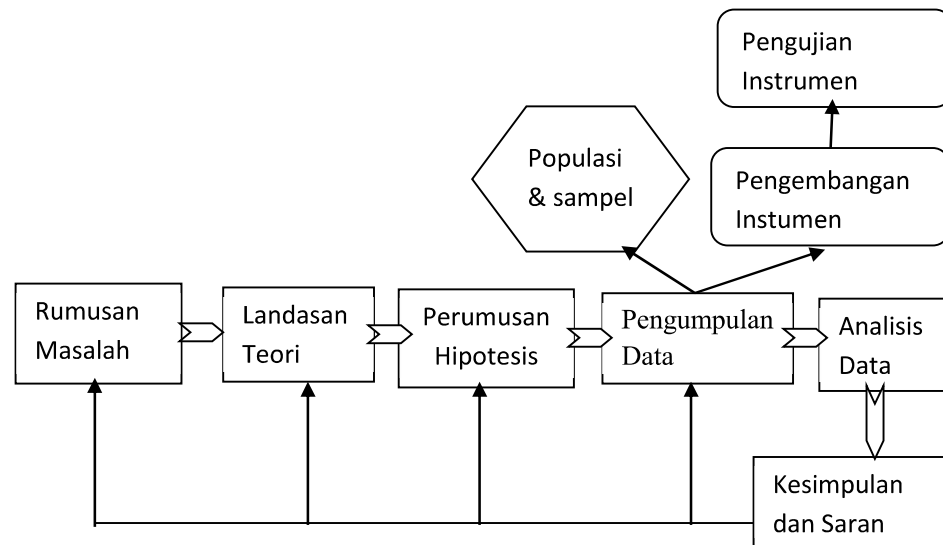 Pengujian
Instrumen
Populasi
& sampel
Pengembangan
Instumen
Rumusan
Masalah
Landasan
Teori
Perumusan
Hipotesis
Pengumpulan
Data
Analisis
Data
Kesimpulan
dan Saran